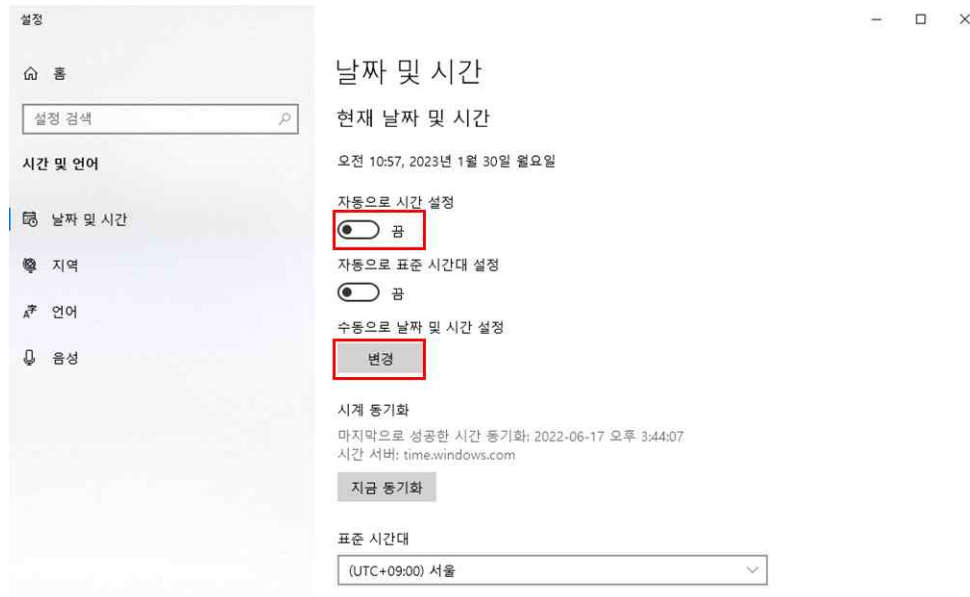 설정
홈
설정 검색
시간 및 언어
날짜 및 시간
지역
언어
음성
날짜 및 시간
현재 날짜 및 시간
오전 10:57, 2023년 1월 30일 월요일
자동으로 시간 설정
끔
자동으로 표준 시간대 설정
끔
수동으로 날짜 및 시간 설정
변경
시계 동기화
마지막으로 성공한 시간 동기화: 2022-06-17 오후 3:44:07
시간 서버: time.windows.com
지금 동기화
표준 시간대
(UTC+09:00) 서울